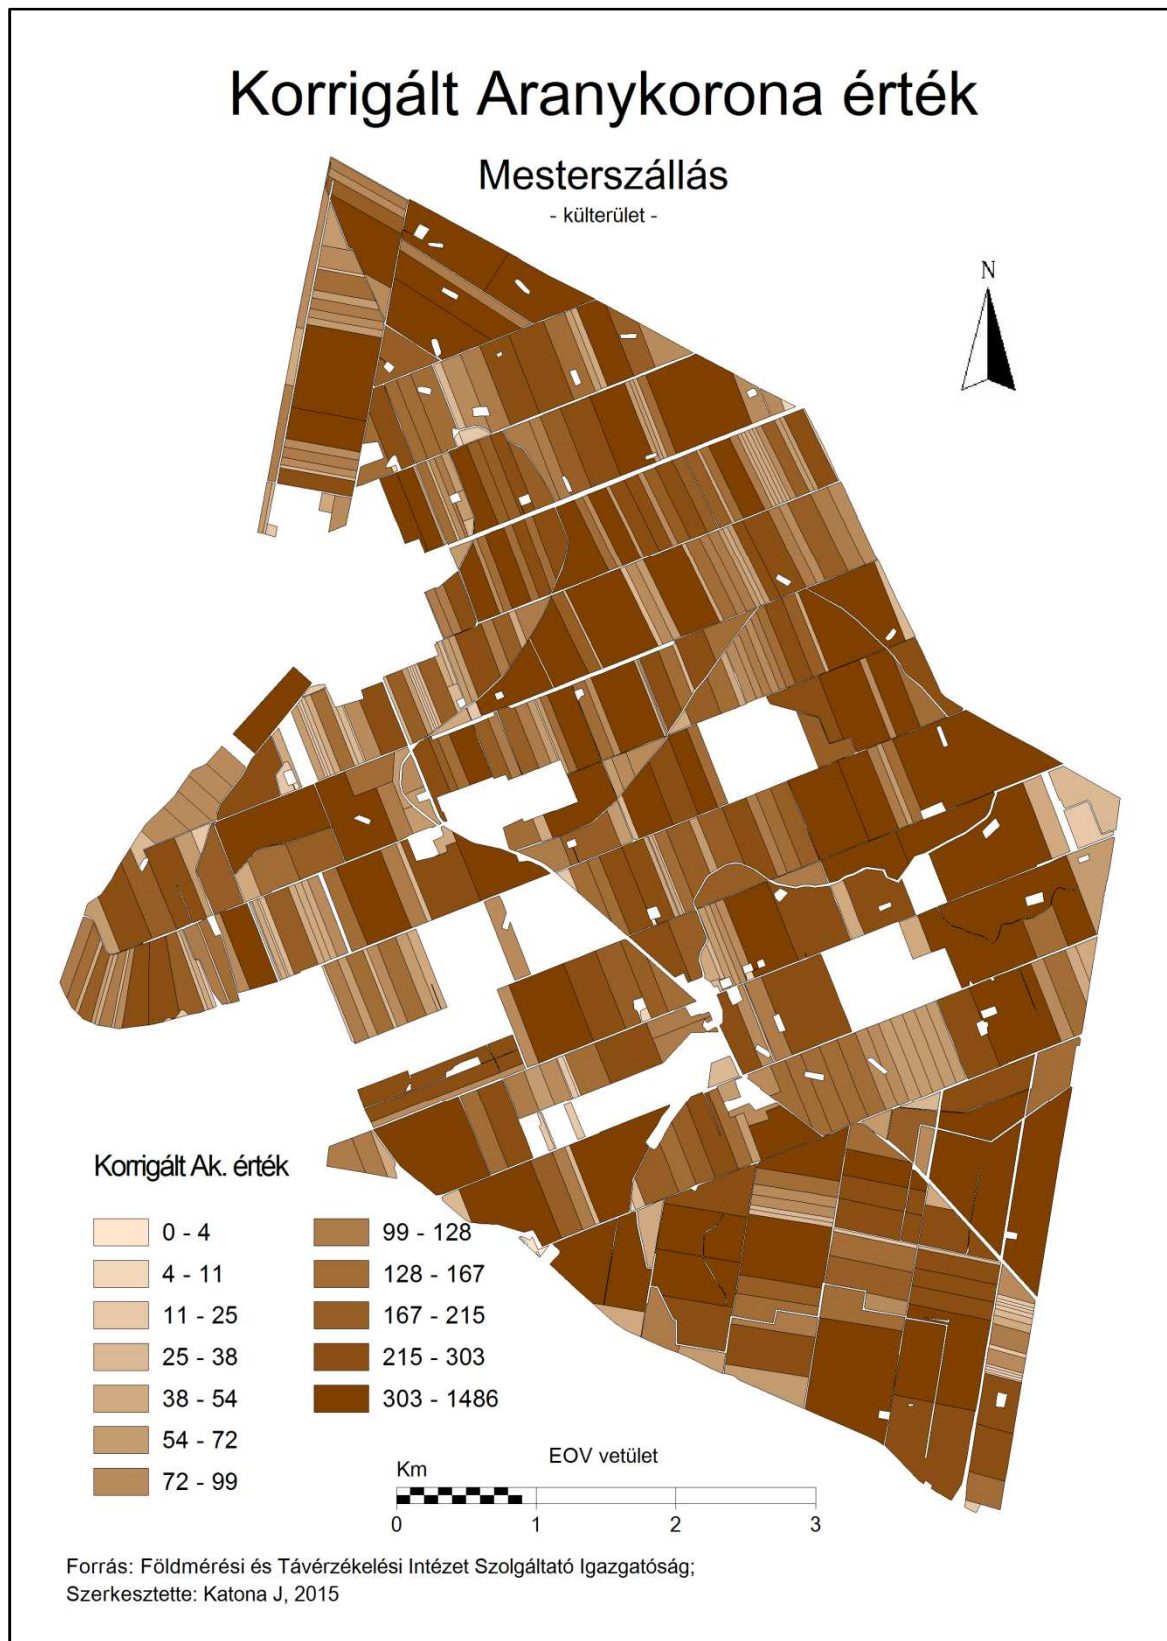 Korrigált Aranykorona érték
Mesterszállás
- külterület -
N
Korrigált Ak. érték
0 - 4
4 - 11
11 - 25
25 - 38
38 - 54
54 - 72
72 - 99
99 - 128
128 - 167
167 - 215
215 - 303
303 - 1486
EOV vetület
Km
0 1 2 3
Forrás: Földmérési és Távérzékelési Intézet Szolgáltató Igazgatóság;
Szerkesztette: Katona J, 2015